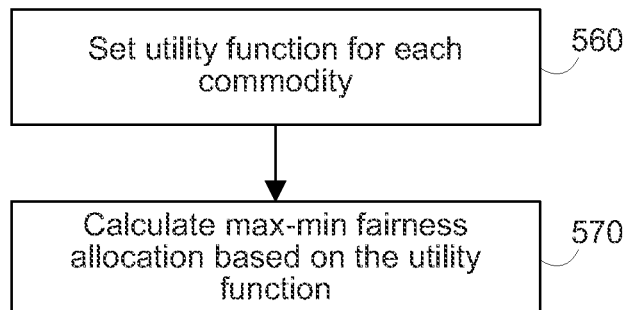 Set utility function for each
commodity
560
Calculate max-min fairness
allocation based on the utility
function
570